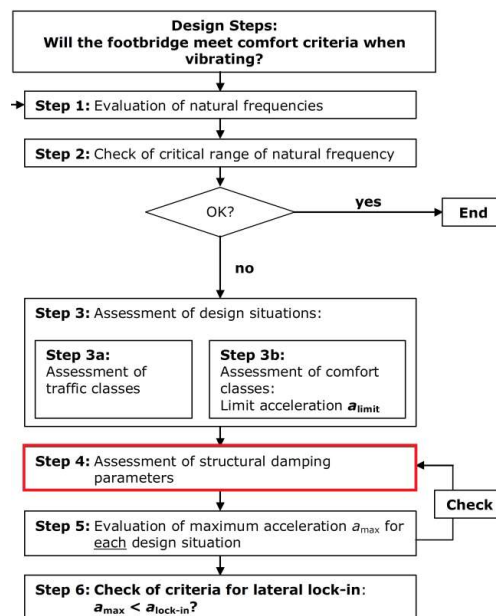 Design Steps:
Will the footbridge meet comfort criteria when
vibrating?
Step 1: Evaluation of natural frequencies
Step 2: Check of critical range of natural frequency
OK?
yes
End
no
Step 3: Assessment of design situations:
Step 3a:
Assessment of
traffic classes
Step 3b:
Assessment of comfort
classes:
Limit acceleration a_limit
Step 4: Assessment of structural damping
parameters
Check
Step 5: Evaluation of maximum acceleration a_max for
each design situation
Step 6: Check of criteria for lateral lock-in:
a_max < a_lock-in?